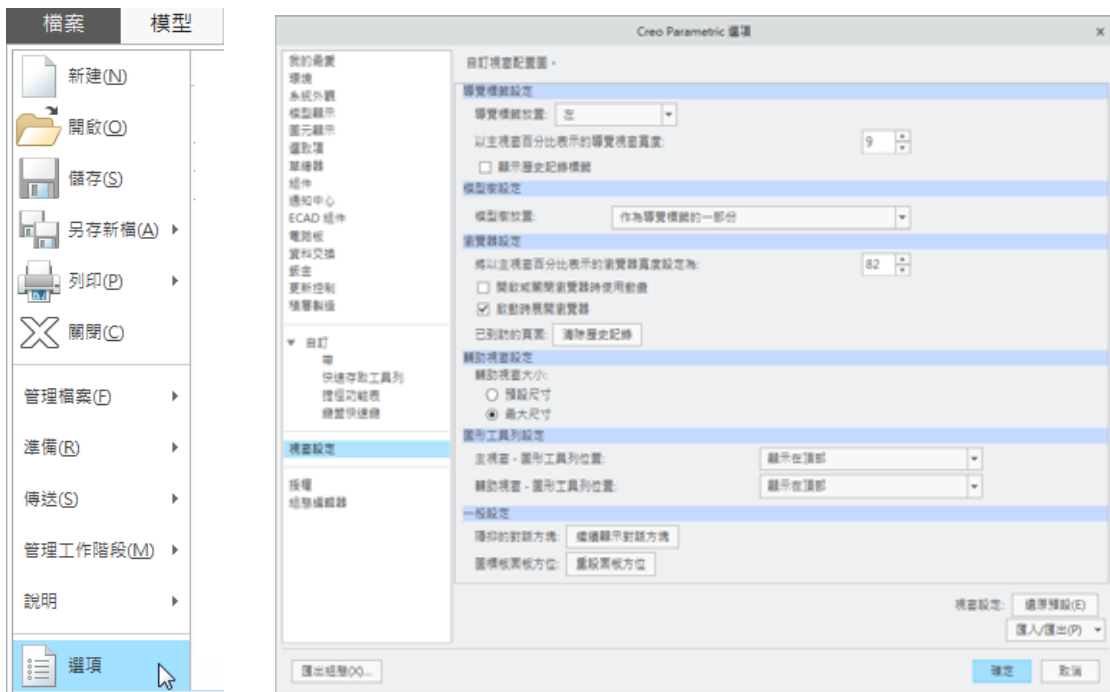 檔案 模型
新建(N)
開啟(O)
儲存(S)
另存新檔(A)
列印(P)
關閉(C)
管理檔案(F)
準備(R)
傳送(S)
管理工作階段(M)
說明
選項
Creo Parametric 選項
我的最愛
環境
系統外觀
模型顯示
圖元顯示
選取項
草繪器
組件
通知中心
ECAD 組件
電路板
資料交換
鈑金
更新控制
積層製造
自訂
帶
快速存取工具列
捷徑功能表
鍵盤快速鍵
視窗設定
授權
組態編輯器
自訂視窗配置圖。
導覽標籤設定
導覽標籤放置: 左
以主視窗百分比表示的導覽視窗寬度: 9
顯示歷史記錄標籤
模型樹設定
模型樹放置: 作為導覽標籤的一部份
瀏覽器設定
將以主視窗百分比表示的瀏覽器寬度設定為: 82
開啟或關閉瀏覽器時使用動畫
啟動時展開瀏覽器
已到訪的頁面: 清除歷史記錄
輔助視窗設定
輔助視窗大小:
預設尺寸
最大尺寸
圖形工具列設定
主視窗 - 圖形工具列位置: 顯示在頂部
輔助視窗 - 圖形工具列位置: 顯示在頂部
一般設定
隱抑的對話方塊: 繼續顯示對話方塊
圖標板面板方位: 重設面板方位
視窗設定: 還原預設(E)
匯入/匯出(P)
匯出組態(X)...
確定 取消